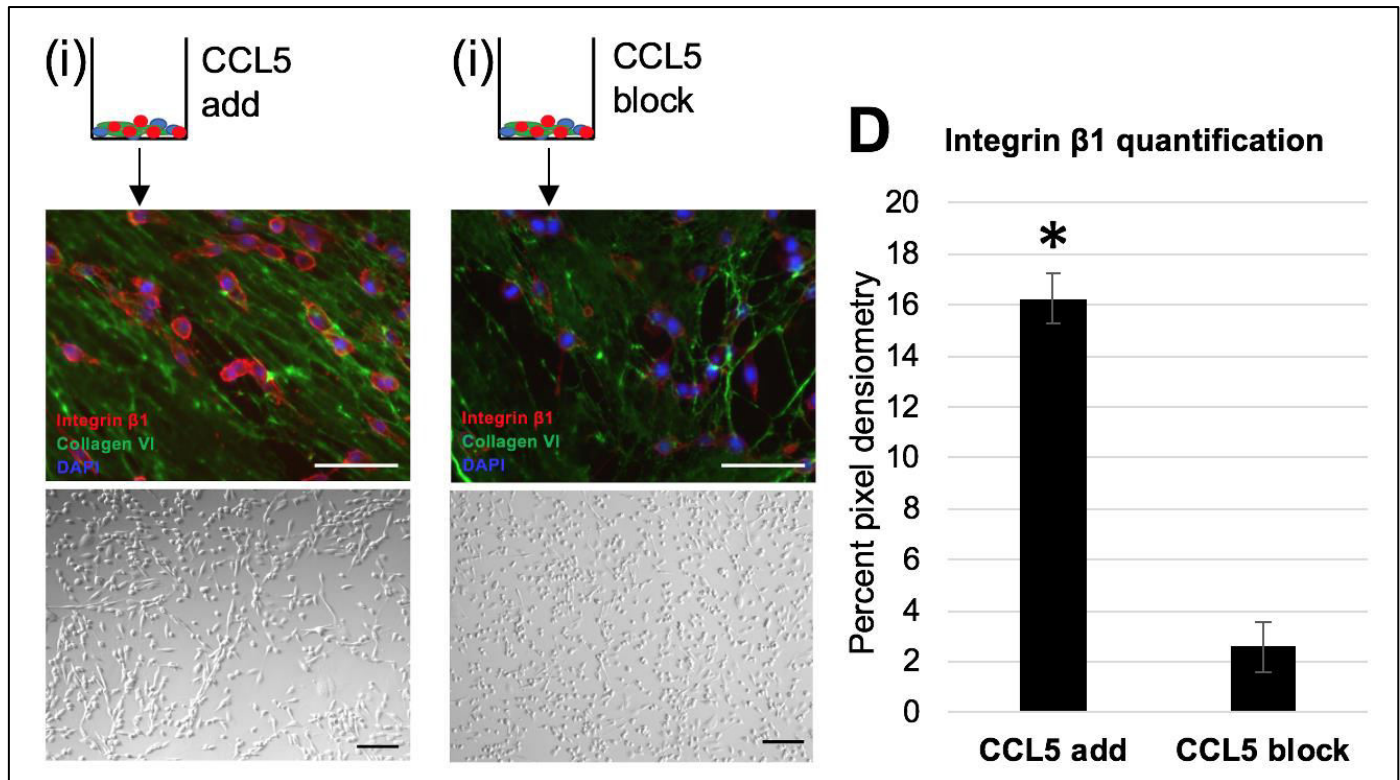 (i)
CCL5
add
Integrin β1
Collagen VI
DAPI
(i)
CCL5
block
Integrin β1
Collagen VI
DAPI
D
Integrin β1 quantification
Percent pixel densiometry
20
18
16
14
12
10
8
6
4
2
0
*
CCL5 add
CCL5 block